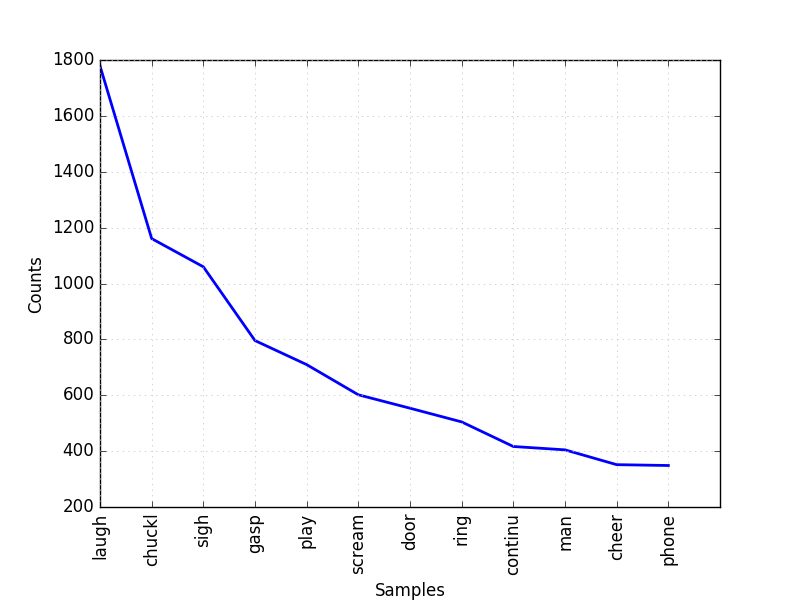 1800
1600
1400
1200
1000
800
600
400
200
Counts
laugh
chuckl
sigh
gasp
play
scream
door
ring
continu
man
cheer
phone
Samples